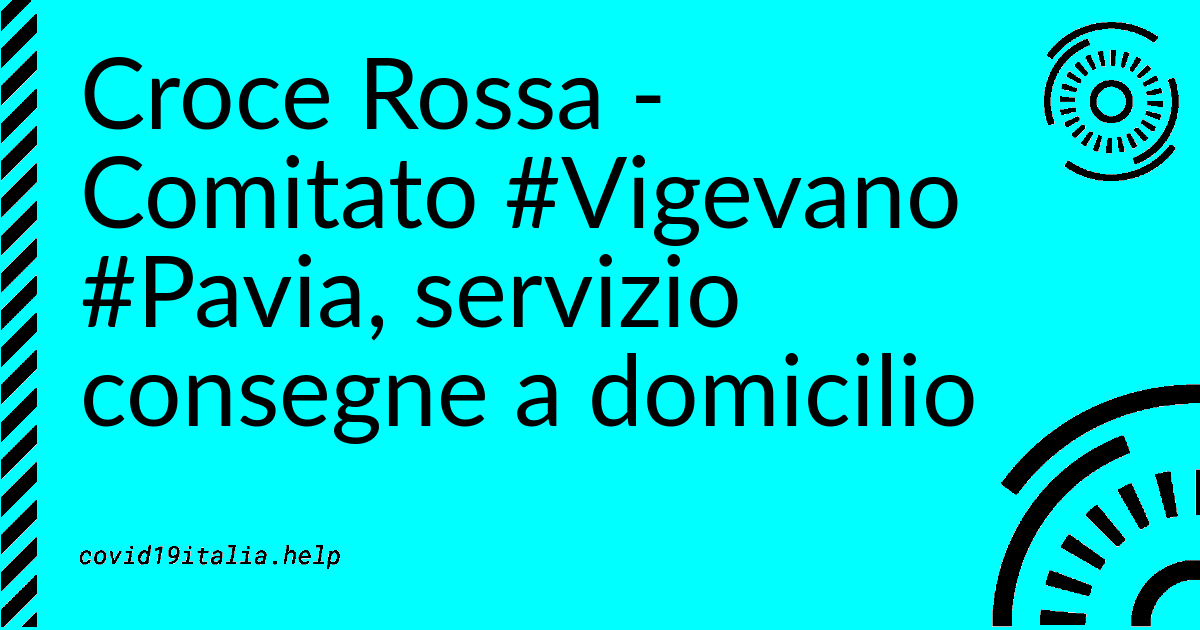 Croce Rossa -
Comitato #Vigevano
#Pavia, servizio
consegne a domicilio
covid19italia.help